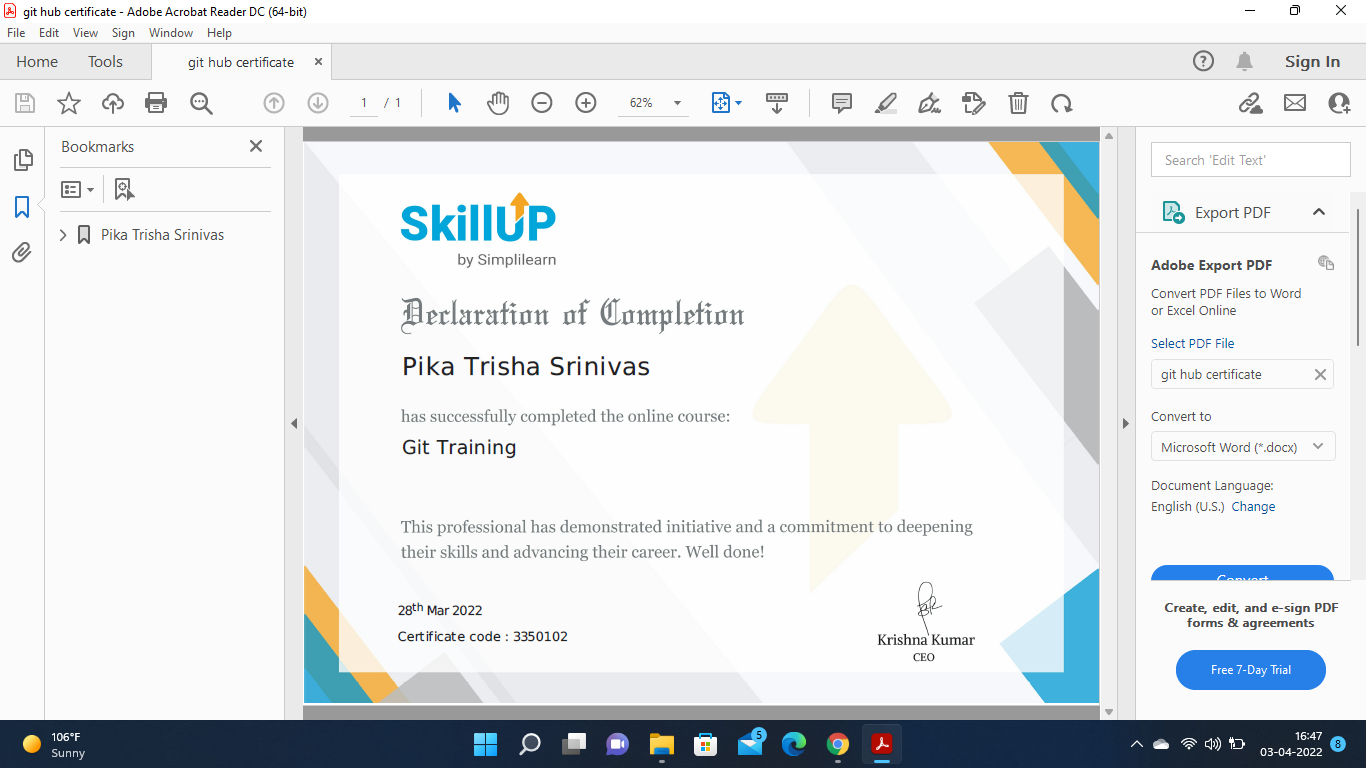 git hub certificate - Adobe Acrobat Reader DC (64-bit)
File Edit View Sign Window Help
Home Tools git hub certificate × Sign In
1 / 1 62%
Bookmarks
Pika Trisha Srinivas
SkillUP
by Simplilearn
Declaration of Completion
Pika Trisha Srinivas
has successfully completed the online course:
Git Training
This professional has demonstrated initiative and a commitment to deepening
their skills and advancing their career. Well done!
28th Mar 2022
Certificate code : 3350102
Krishna Kumar
CEO
Search 'Edit Text'
Export PDF
Adobe Export PDF
Convert PDF Files to Word
or Excel Online
Select PDF File
git hub certificate
Convert to
Microsoft Word (*.docx)
Document Language:
English (U.S.) Change
Convert
Create, edit, and e-sign PDF
forms & agreements
Free 7-Day Trial
106°F
Sunny
5
16:47
03-04-2022
8